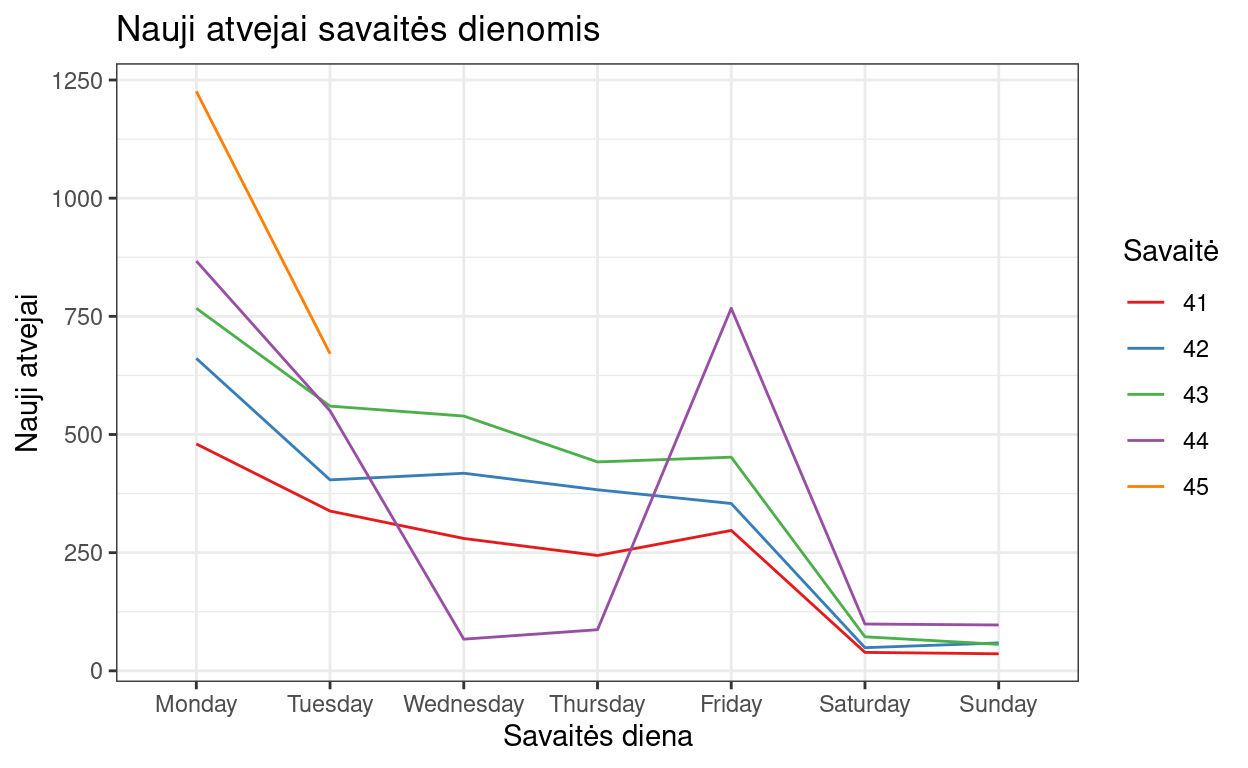 Nauji atvejai savaitės dienomis
Nauji atvejai
1250
1000
750
500
250
0
Monday Tuesday Wednesday Thursday Friday Saturday Sunday
Savaitės diena
Savaitė
41
42
43
44
45